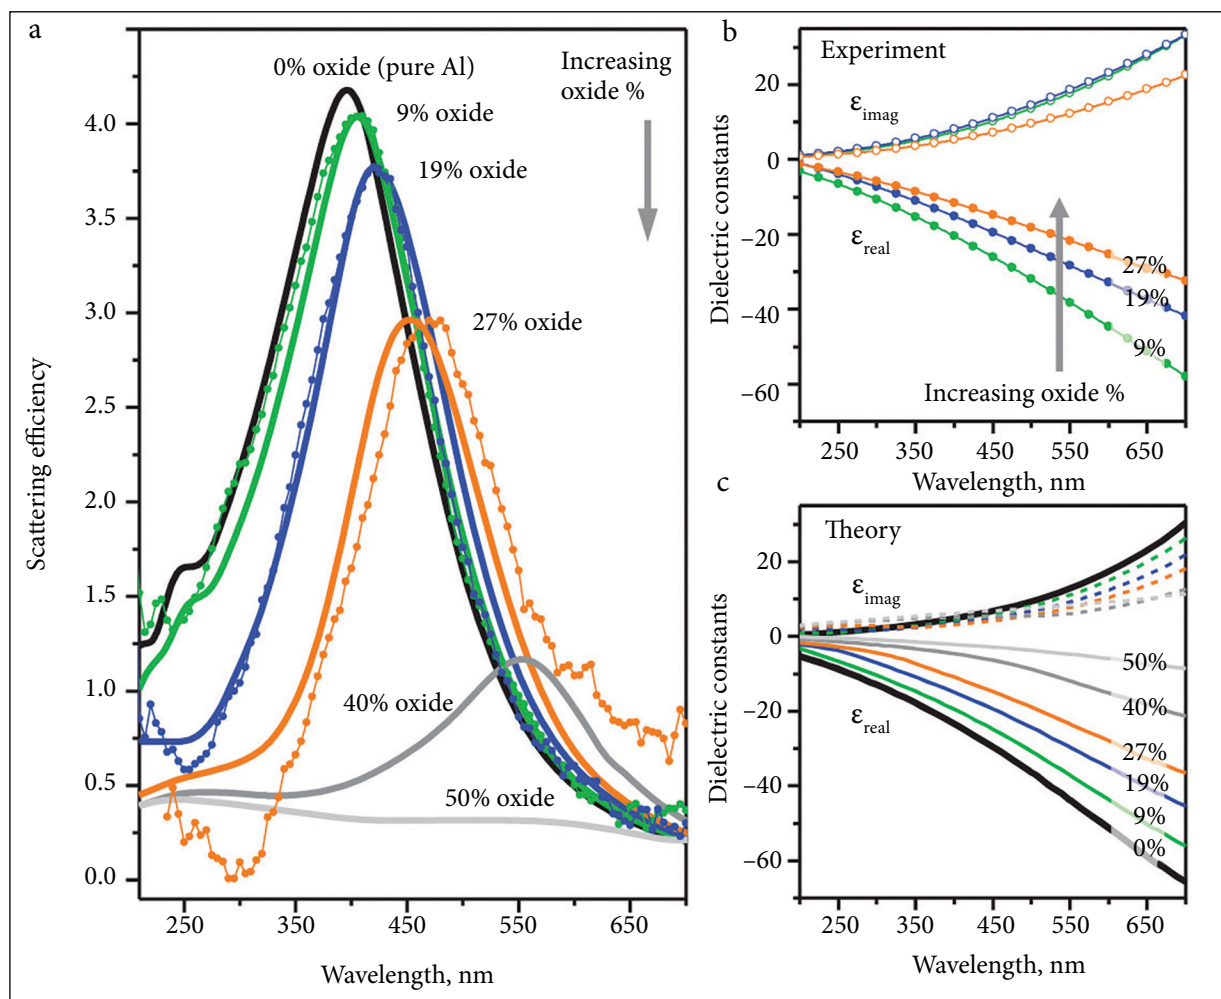 a
0% oxide (pure Al)
9% oxide
19% oxide
27% oxide
40% oxide
50% oxide
Increasing
oxide %
4.0
3.5
3.0
2.5
2.0
1.5
1.0
0.5
0.0
Scattering efficiency
250 350 450 550 650
Wavelength, nm
b
Experiment
εimag
εreal
27%
19%
9%
Increasing oxide %
20
0
−20
−40
−60
Dielectric constants
250 350 450 550 650
Wavelength, nm
c
Theory
εimag
εreal
50%
40%
27%
19%
9%
0%
20
0
−20
−40
−60
Dielectric constants
250 350 450 550 650
Wavelength, nm